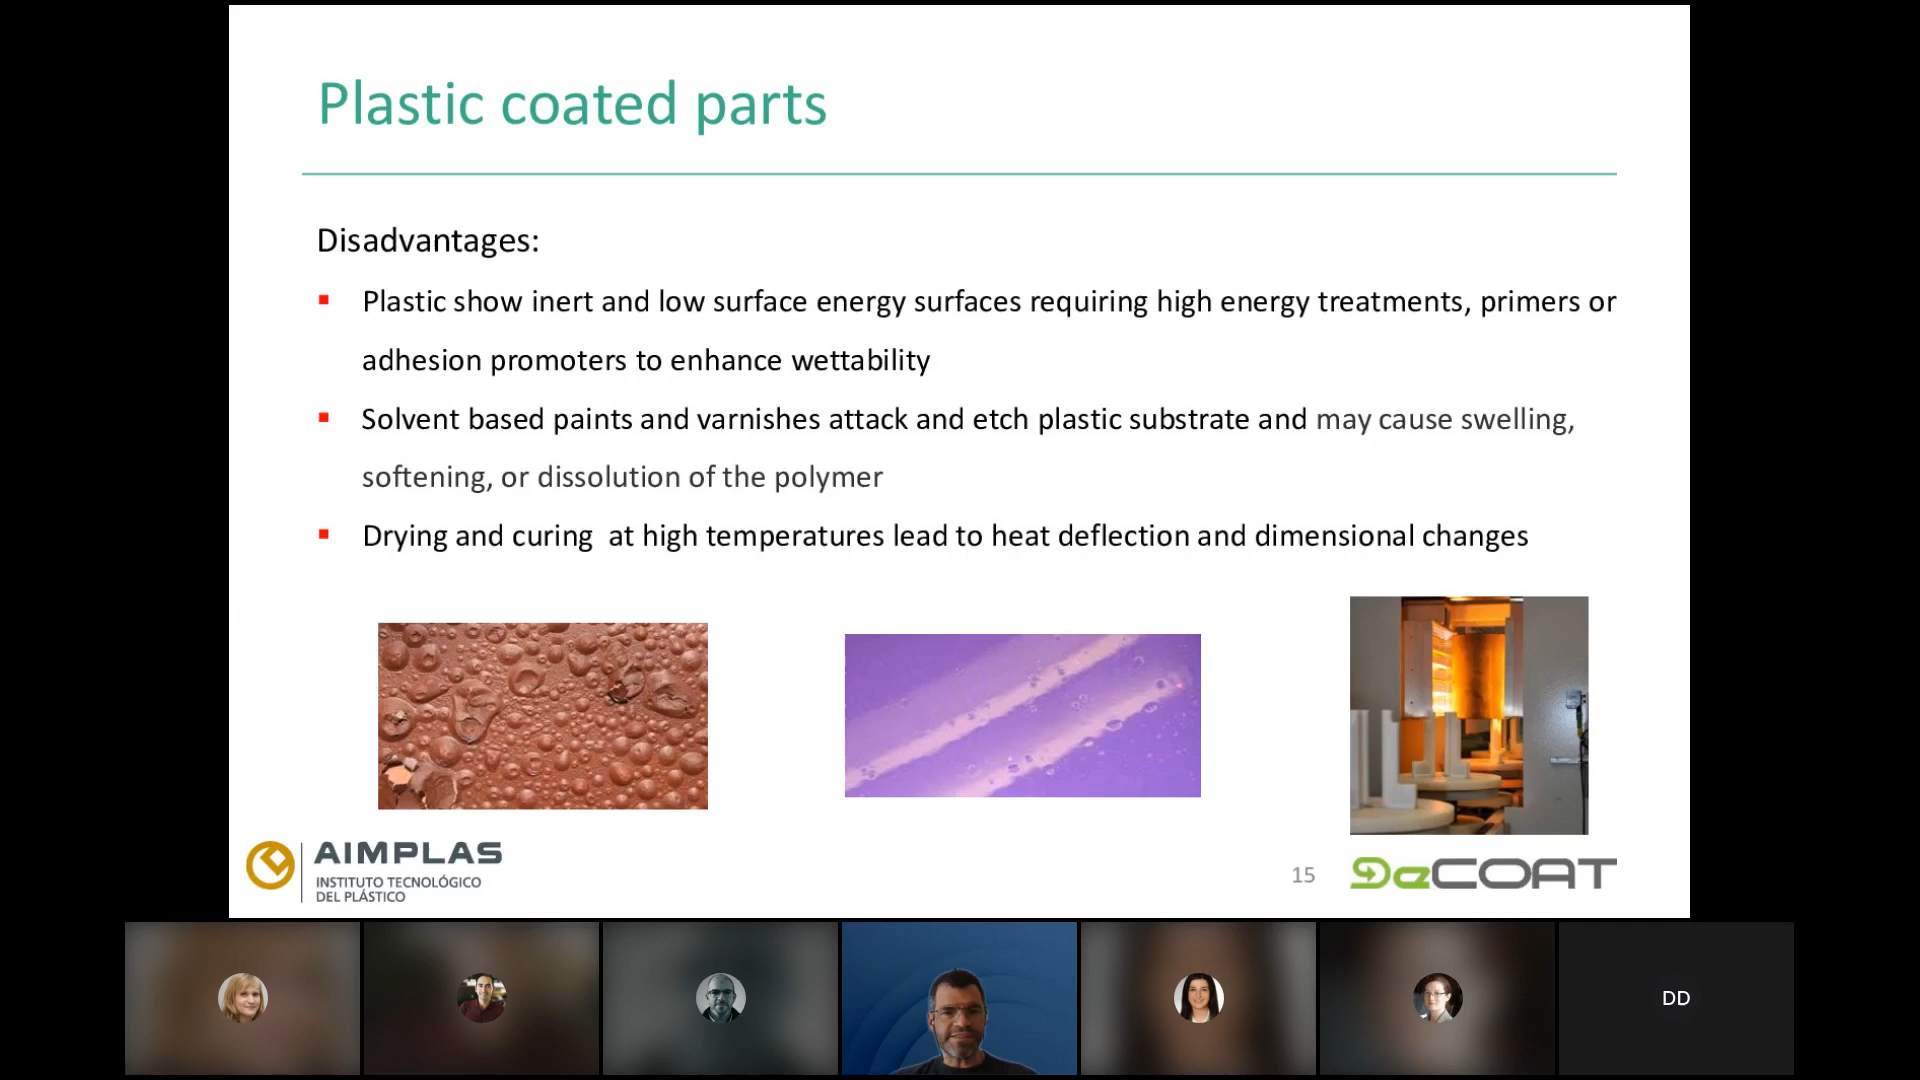 Plastic coated parts
Disadvantages:
Plastic show inert and low surface energy surfaces requiring high energy treatments, primers or
adhesion promoters to enhance wettability
Solvent based paints and varnishes attack and etch plastic substrate and may cause swelling,
softening, or dissolution of the polymer
Drying and curing at high temperatures lead to heat deflection and dimensional changes
AIMPLAS
INSTITUTO TECNOLÓGICO
DEL PLÁSTICO
15
DeCOAT
DD